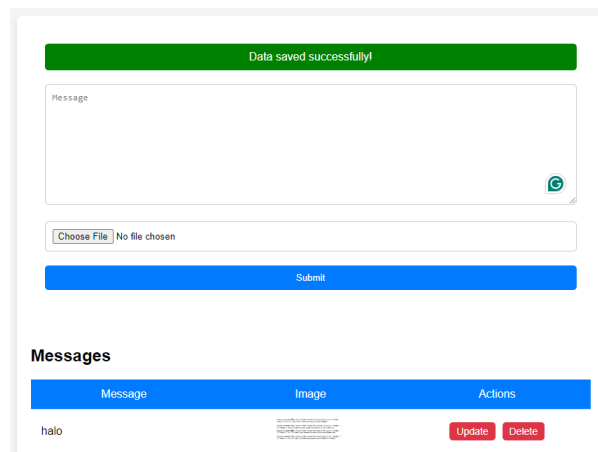 Data saved successfully!
Message
Choose File No file chosen
Submit
Messages
Message Image Actions
halo Update Delete